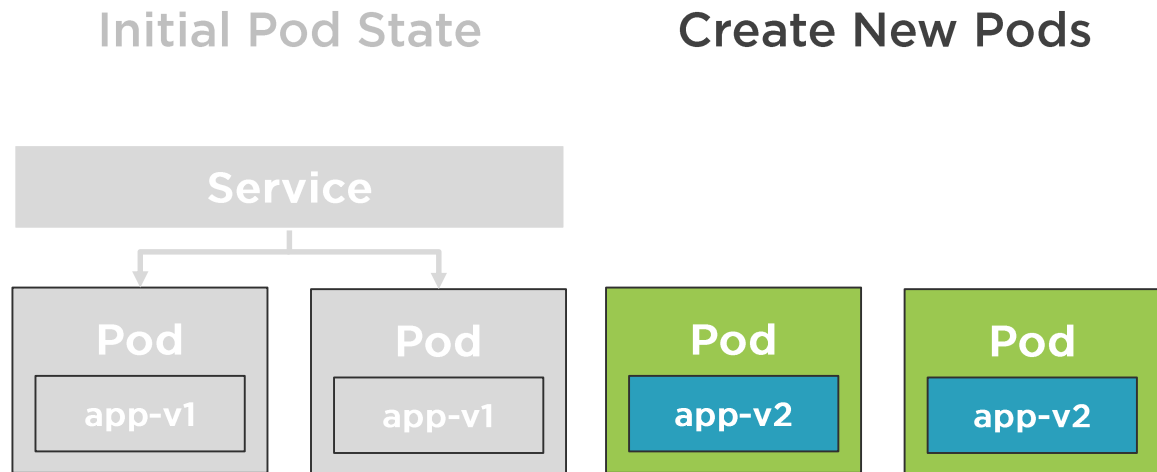 Initial Pod State
Create New Pods
Service
Pod
app-v1
Pod
app-v1
Pod
app-v2
Pod
app-v2